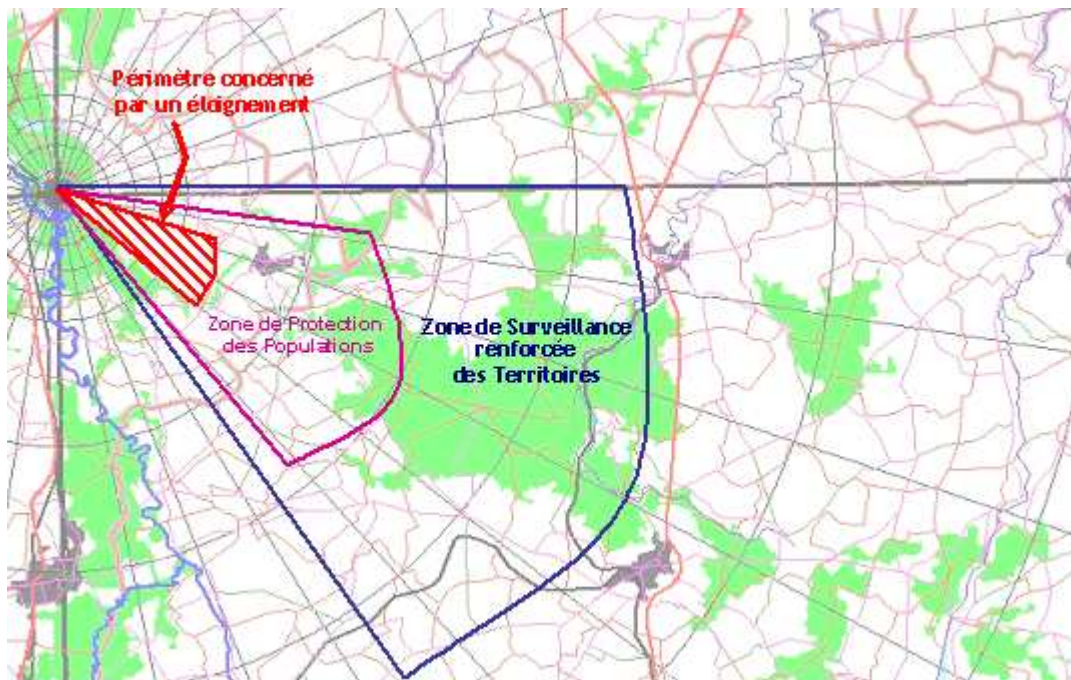 Périmètre concerné
par un éloignement
Zone de Protection
des Populations
Zone de Surveillance
renforcée
des Territoires